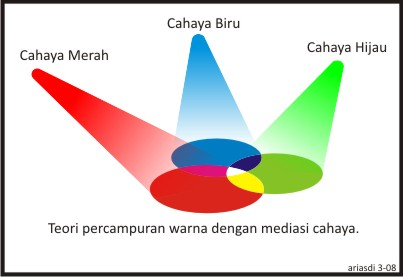 Cahaya Biru
Cahaya Merah
Cahaya Hijau
Teori percampuran warna dengan mediasi cahaya.
ariasdi 3-08